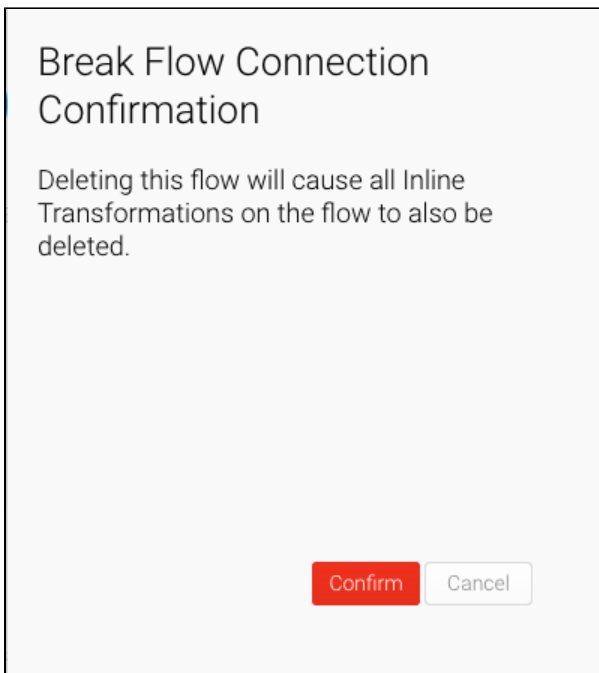 Break Flow Connection
Confirmation
Deleting this flow will cause all Inline
Transformations on the flow to also be
deleted.
Confirm
Cancel